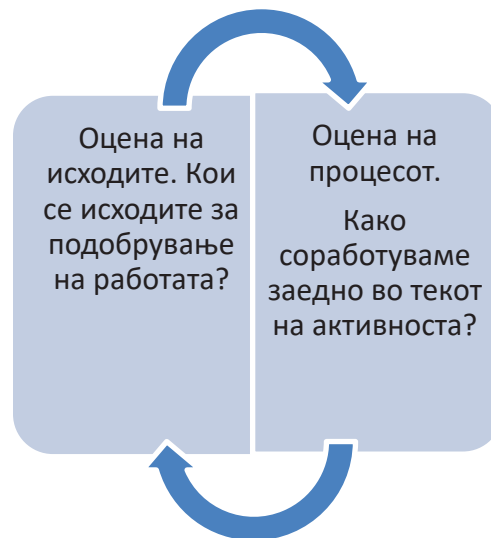 Оцена на
исходите. Кои
се исходите за
подобрување
на работата?
Оцена на
процесот.
Како
соработуваме
заедно во текот
на активноста?